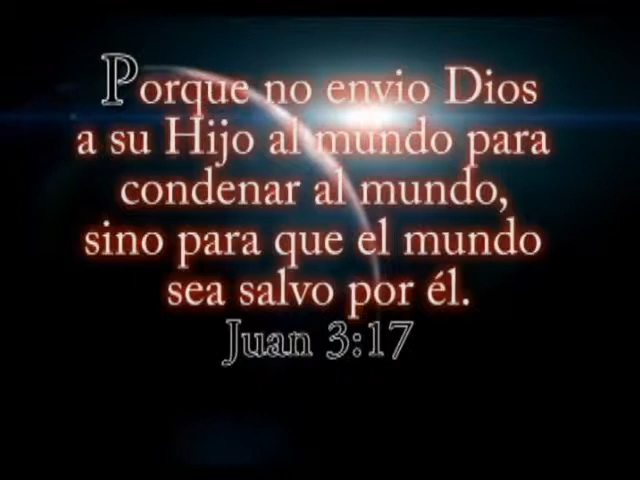 Porque no envio Dios
a su Hijo al mundo para
condenar al mundo,
sino para que el mundo
sea salvo por él.
Juan 3:17